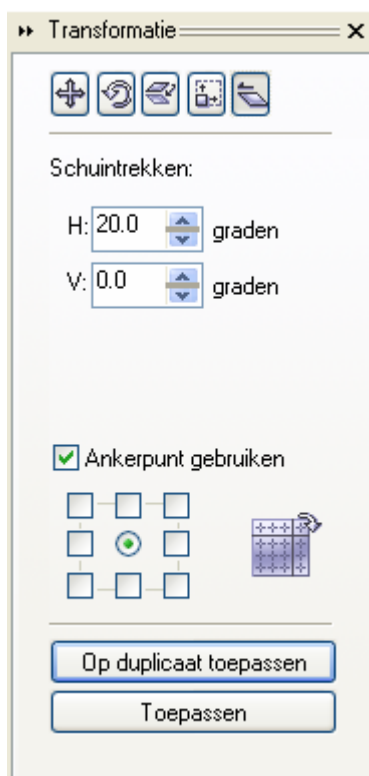 Transformatie
Schuintrekken:
H: 20.0 graden
V: 0.0 graden
Ankerpunt gebruiken
Op duplicaat toepassen
Toepassen